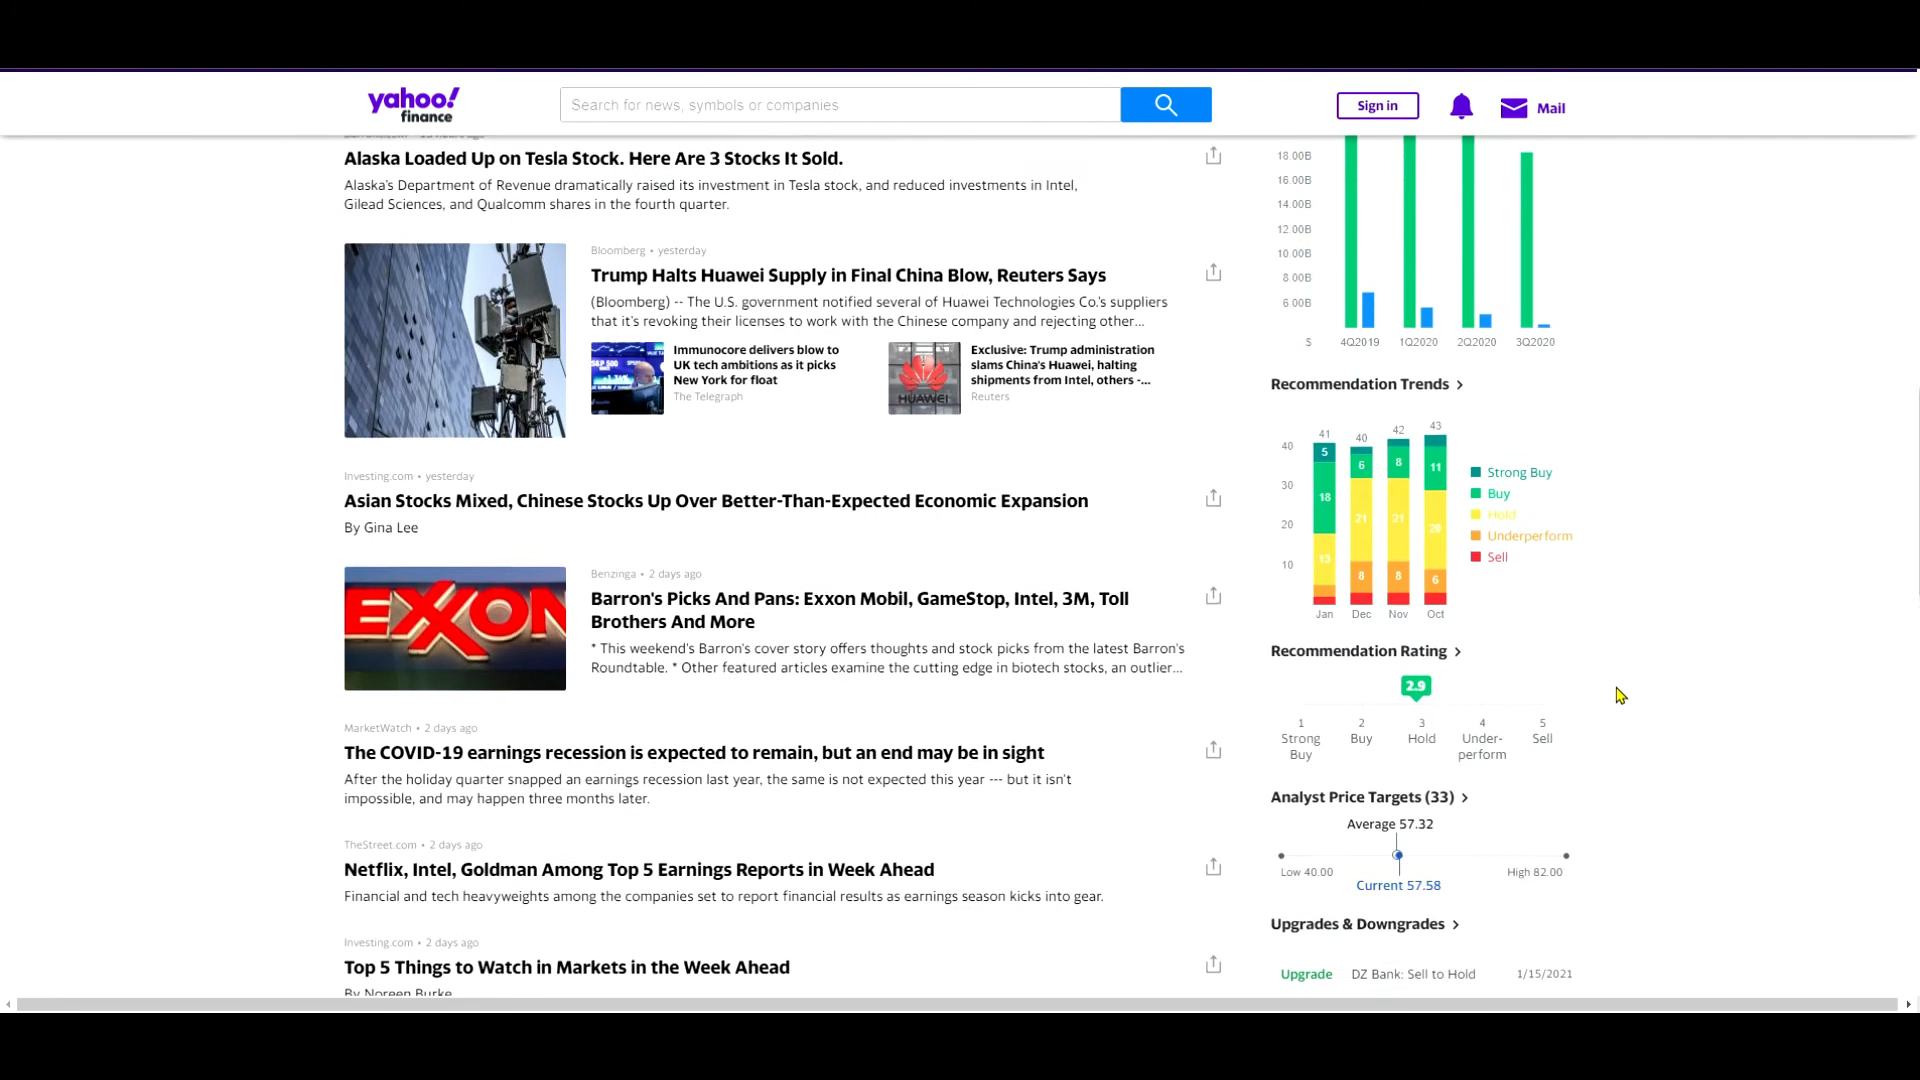 yahoo!
finance
Search for news, symbols or companies
Sign in
Mail
Alaska Loaded Up on Tesla Stock. Here Are 3 Stocks It Sold.
Alaska's Department of Revenue dramatically raised its investment in Tesla stock, and reduced investments in Intel,
Gilead Sciences, and Qualcomm shares in the fourth quarter.
Bloomberg • yesterday
Trump Halts Huawei Supply in Final China Blow, Reuters Says
(Bloomberg) -- The U.S. government notified several of Huawei Technologies Co.'s suppliers
that it's revoking their licenses to work with the Chinese company and rejecting other...
Immunocore delivers blow to
UK tech ambitions as it picks
New York for float
The Telegraph
HUAWEI
Exclusive: Trump administration
slams China's Huawei, halting
shipments from Intel, others -...
Reuters
Investing.com • yesterday
Asian Stocks Mixed, Chinese Stocks Up Over Better-Than-Expected Economic Expansion
By Gina Lee
EXXON
Benzinga • 2 days ago
Barron's Picks And Pans: Exxon Mobil, GameStop, Intel, 3M, Toll
Brothers And More
* This weekend's Barron's cover story offers thoughts and stock picks from the latest Barron's
Roundtable. * Other featured articles examine the cutting edge in biotech stocks, an outlier...
MarketWatch • 2 days ago
The COVID-19 earnings recession is expected to remain, but an end may be in sight
After the holiday quarter snapped an earnings recession last year, the same is not expected this year --- but it isn't
impossible, and may happen three months later.
TheStreet.com • 2 days ago
Netflix, Intel, Goldman Among Top 5 Earnings Reports in Week Ahead
Financial and tech heavyweights among the companies set to report financial results as earnings season kicks into gear.
Investing.com • 2 days ago
Top 5 Things to Watch in Markets in the Week Ahead
By Noreen Burke
18.00B
16.00B
14.00B
12.00B
10.00B
8.00B
6.00B
$ 4Q2019 1Q2020 2Q2020 3Q2020
Recommendation Trends >
41 40 42 43
40
30
20
10
5 18 13
6 21 8
8 21 8
11 20 6
Jan Dec Nov Oct
Strong Buy
Buy
Hold
Underperform
Sell
Recommendation Rating >
2.9
1 2 3 4 5
Strong Buy Hold Under- Sell
Buy perform
Analyst Price Targets (33) >
Average 57.32
Low 40.00 High 82.00
Current 57.58
Upgrades & Downgrades >
Upgrade DZ Bank: Sell to Hold 1/15/2021